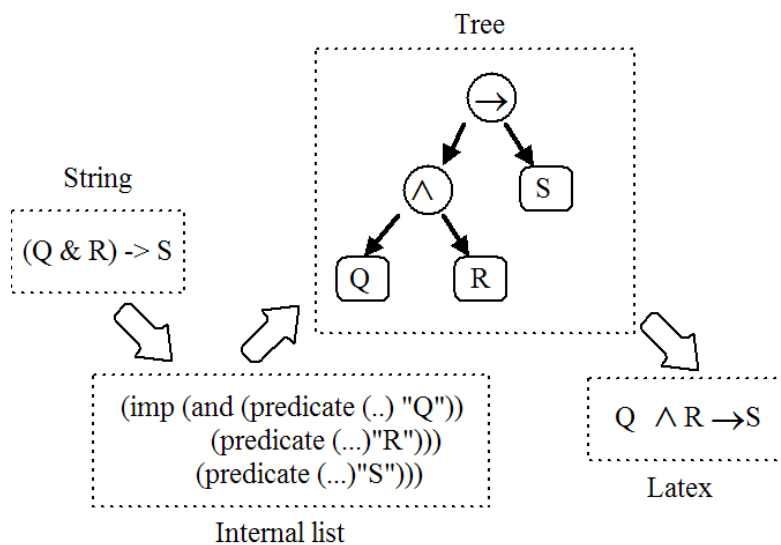 Tree
→
∧
S
Q
R
String
(Q & R) -> S
(imp (and (predicate (..) "Q"))
(predicate (...)"R")))
(predicate (...)"S")))
Internal list
Q ∧ R →S
Latex